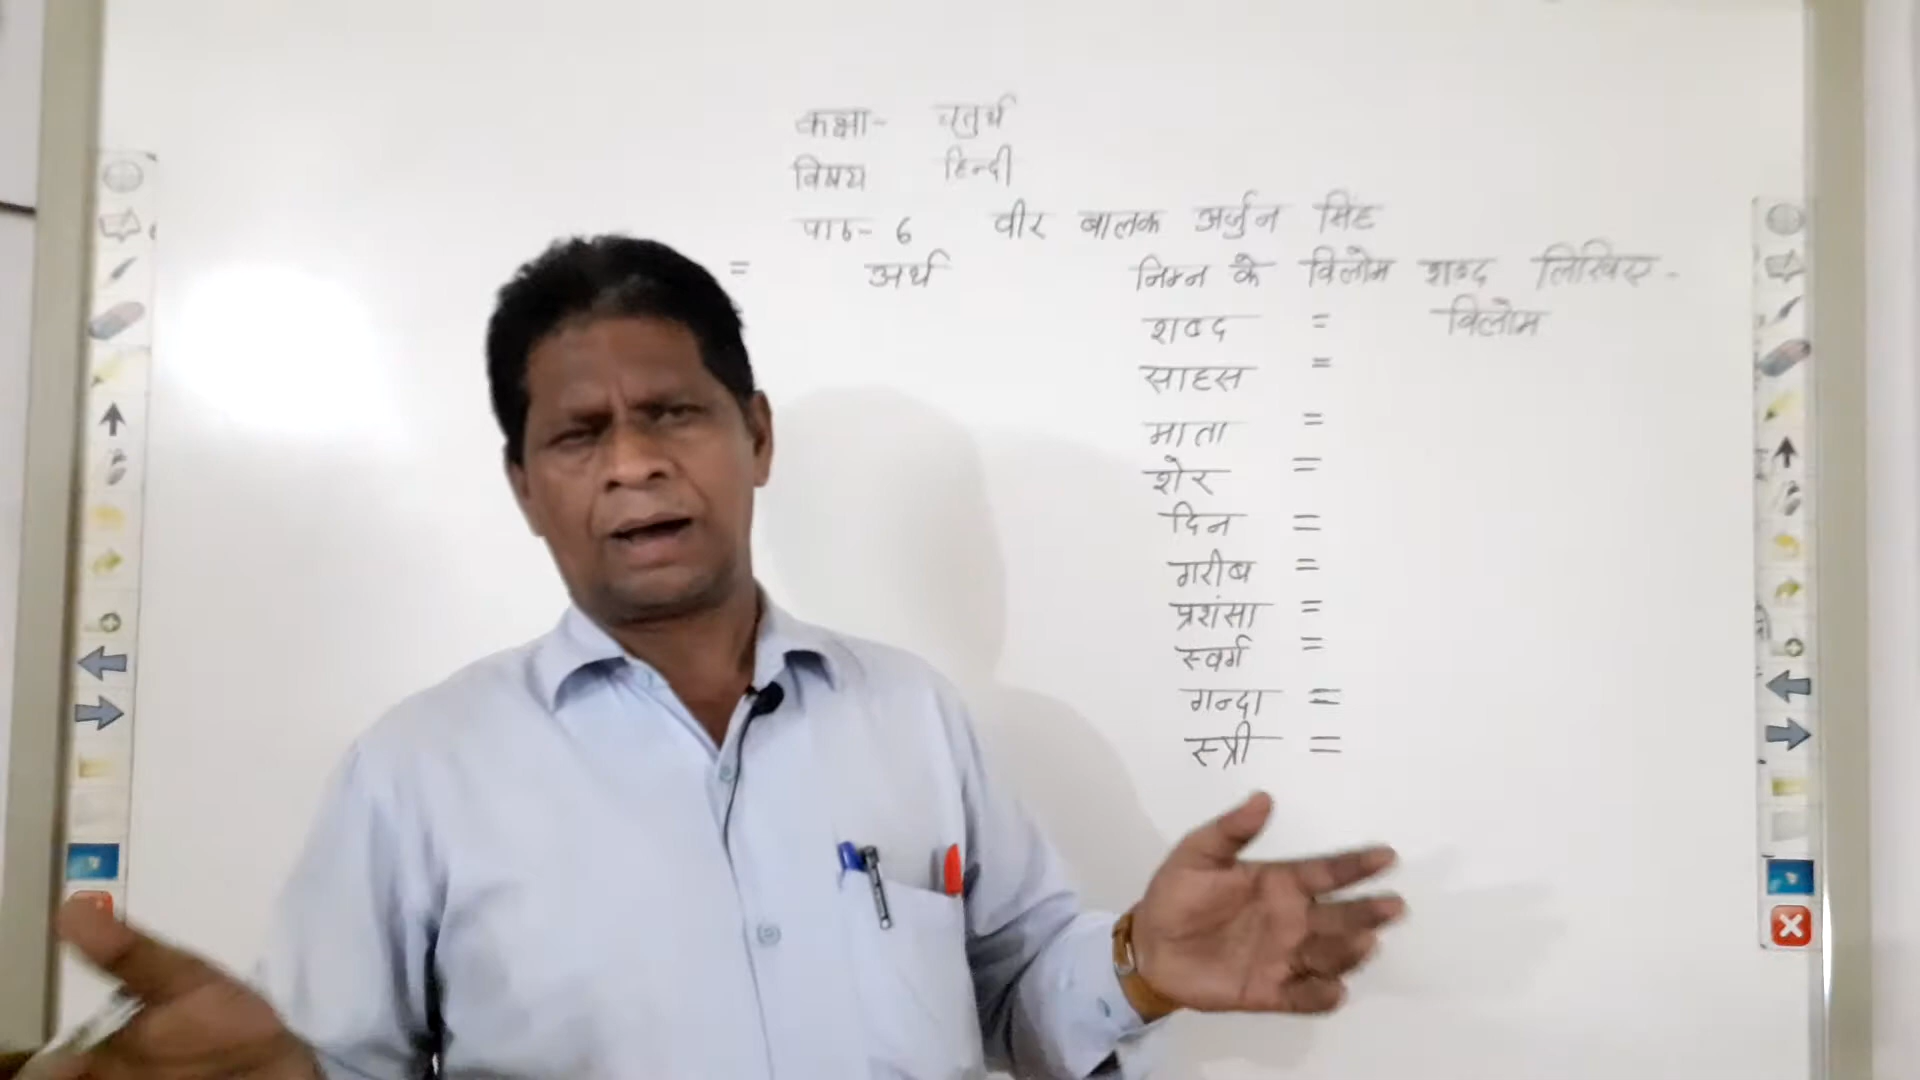 कक्षा- चतुर्थ
विषय हिन्दी
पाठ- 6 वीर बालक अर्जुन सिंह
= अर्थ
निम्न के विलोम शब्द लिखिए -
शब्द = विलोम
साहस =
माता =
शेर =
दिन =
गरीब =
प्रशंसा =
स्वर्ग =
गन्दा =
स्त्री =